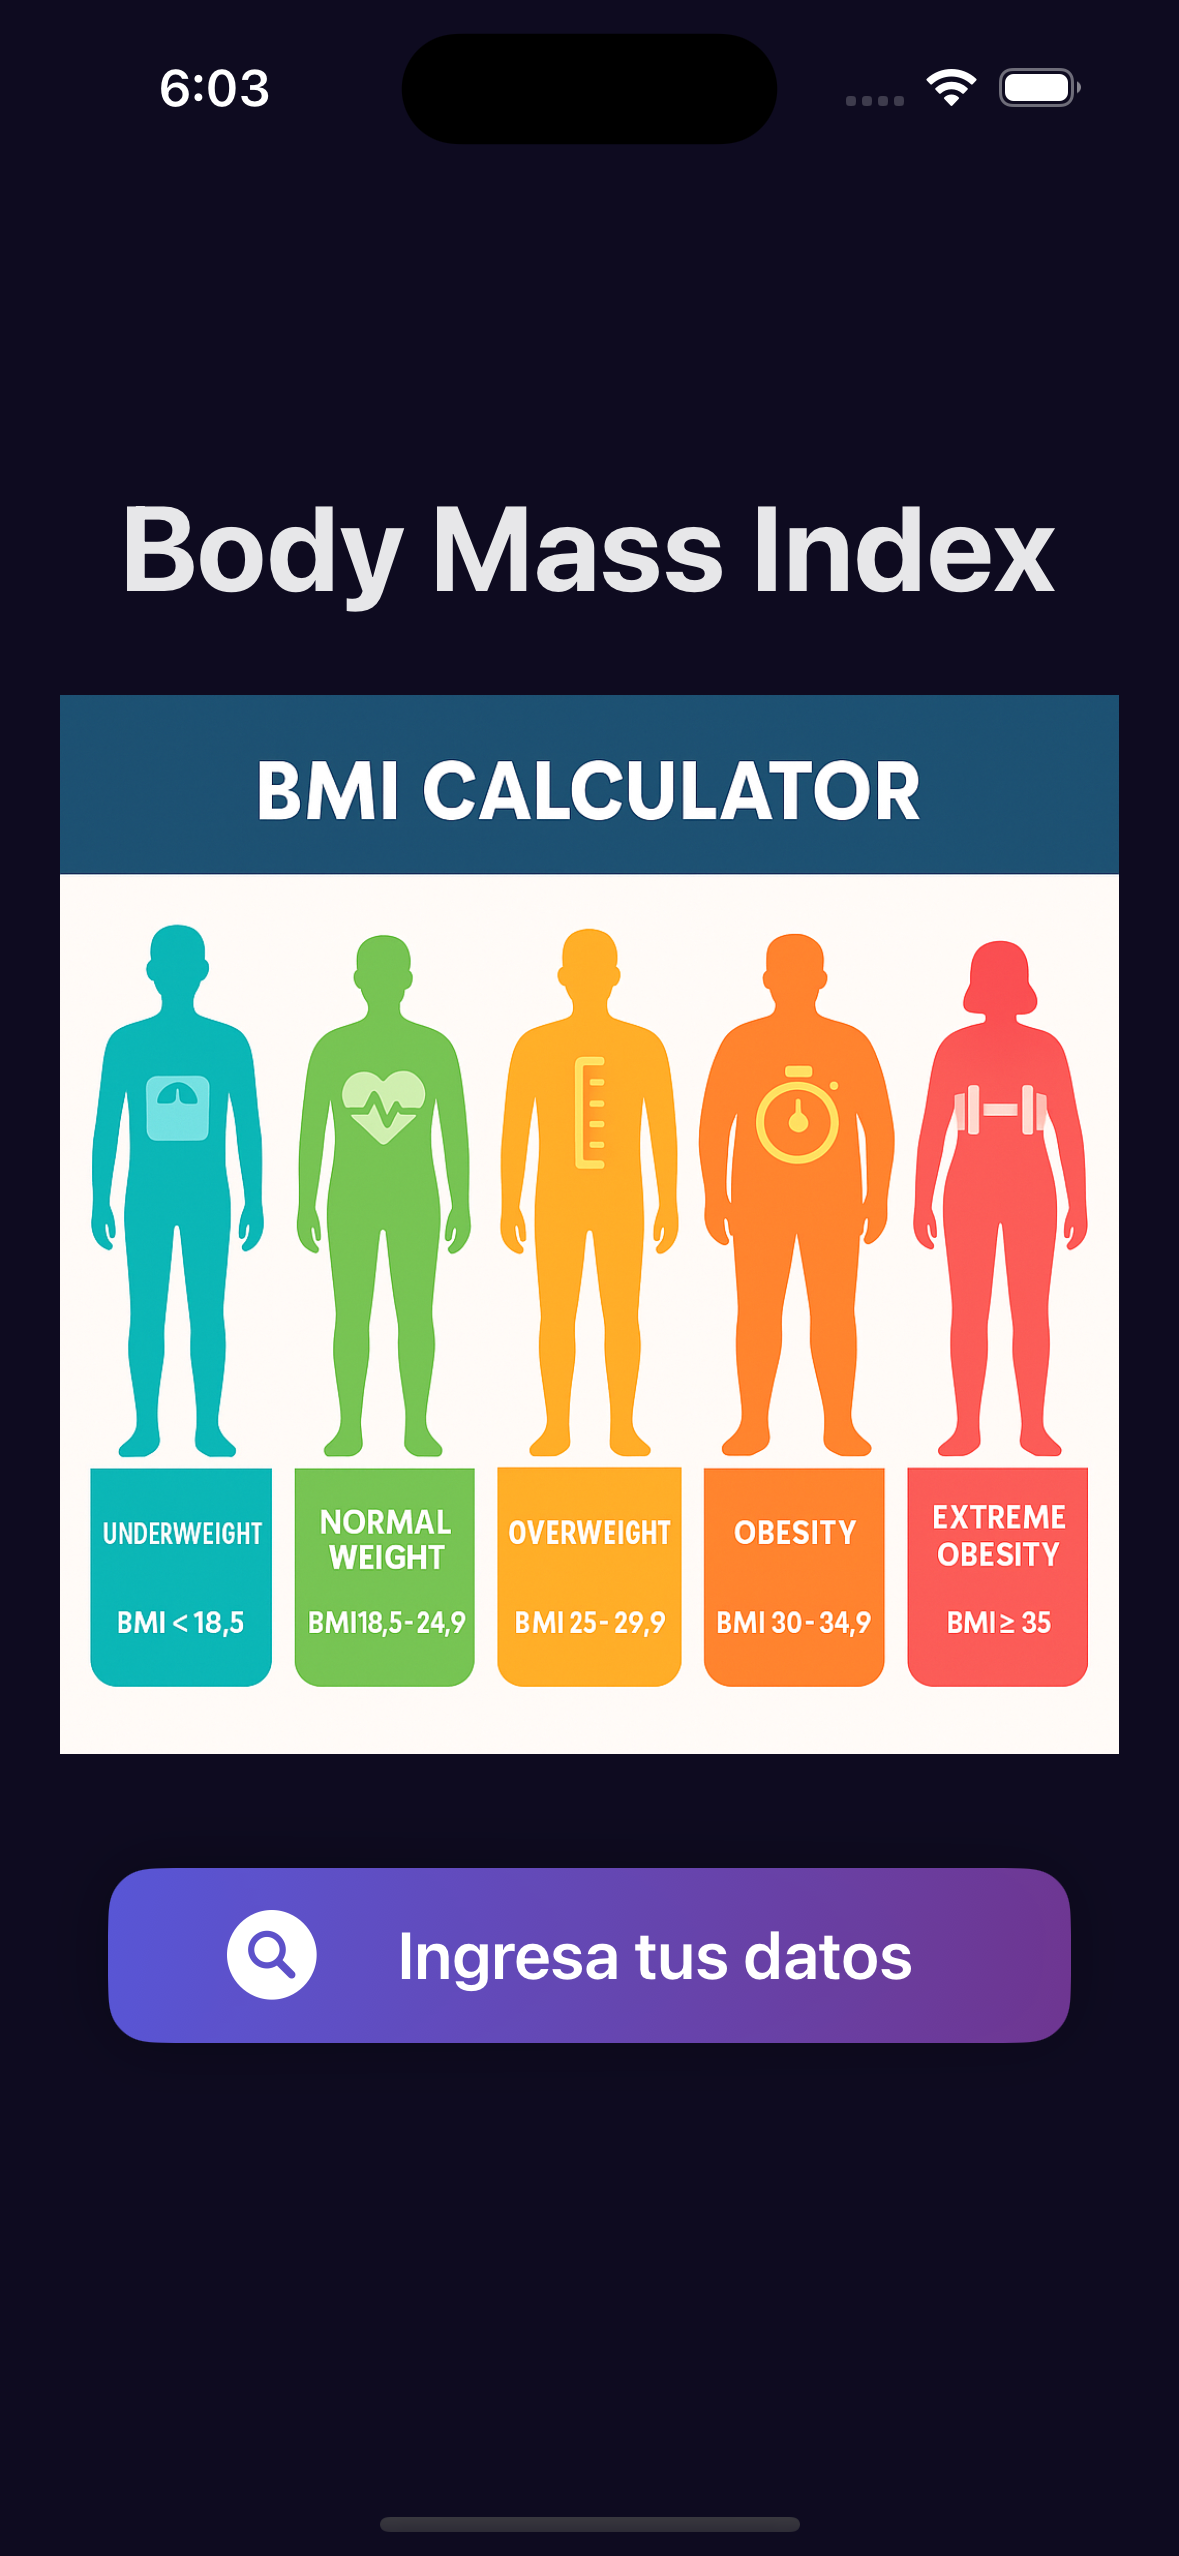 6:03
Body Mass Index
BMI CALCULATOR
UNDERWEIGHT
BMI < 18,5
NORMAL
WEIGHT
BMI18,5-24,9
OVERWEIGHT
BMI 25- 29,9
OBESITY
BMI 30-34,9
EXTREME
OBESITY
BMI≥ 35
Ingresa tus datos